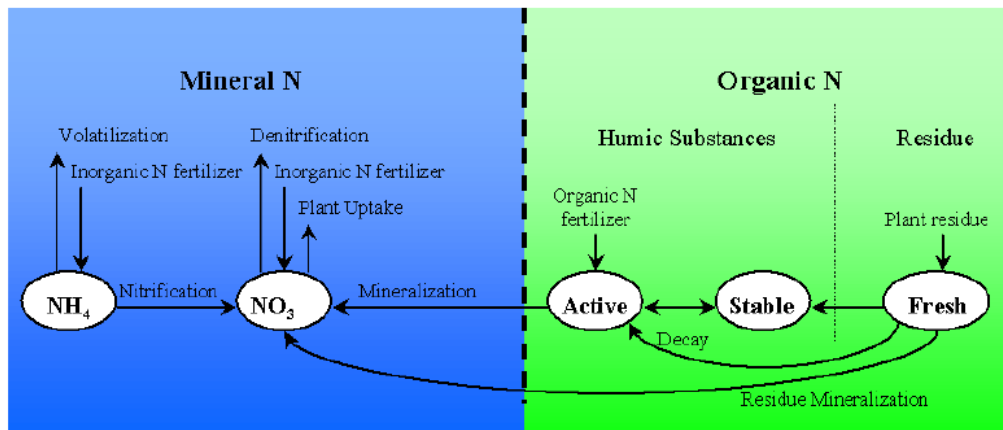 Mineral N
Organic N
Volatilization
Denitrification
Humic Substances
Residue
Inorganic N fertilizer
Inorganic N fertilizer
Plant Uptake
Organic N
fertilizer
Plant residue
NH₄
Nitrification
NO₃
Mineralization
Active
Stable
Fresh
Decay
Residue Mineralization